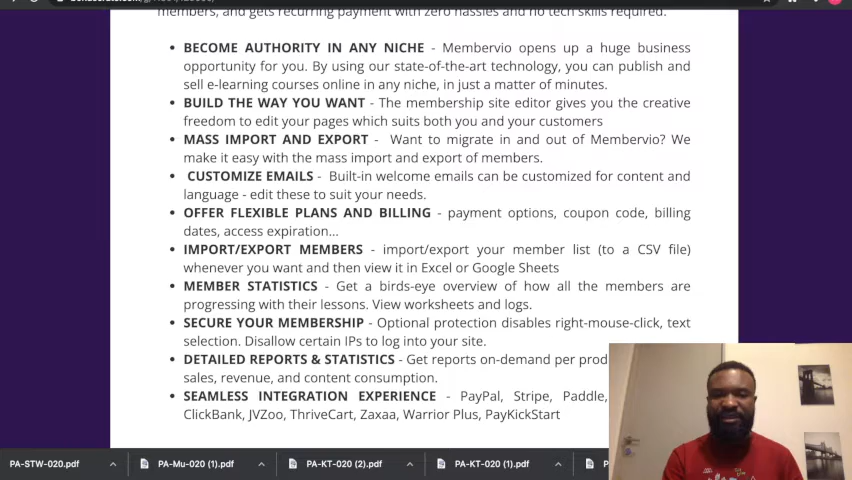 members, and gets recurring payment with zero hassles and no tech skills required.
• BECOME AUTHORITY IN ANY NICHE - Membervio opens up a huge business
opportunity for you. By using our state-of-the-art technology, you can publish and
sell e-learning courses online in any niche, in just a matter of minutes.
• BUILD THE WAY YOU WANT - The membership site editor gives you the creative
freedom to edit your pages which suits both you and your customers
• MASS IMPORT AND EXPORT - Want to migrate in and out of Membervio? We
make it easy with the mass import and export of members.
• CUSTOMIZE EMAILS - Built-in welcome emails can be customized for content and
language - edit these to suit your needs.
• OFFER FLEXIBLE PLANS AND BILLING - payment options, coupon code, billing
dates, access expiration...
• IMPORT/EXPORT MEMBERS - import/export your member list (to a CSV file)
whenever you want and then view it in Excel or Google Sheets
• MEMBER STATISTICS - Get a birds-eye overview of how all the members are
progressing with their lessons. View worksheets and logs.
• SECURE YOUR MEMBERSHIP - Optional protection disables right-mouse-click, text
selection. Disallow certain IPs to log into your site.
• DETAILED REPORTS & STATISTICS - Get reports on-demand per prod
sales, revenue, and content consumption.
• SEAMLESS INTEGRATION EXPERIENCE - PayPal, Stripe, Paddle,
ClickBank, JVZoo, ThriveCart, Zaxaa, Warrior Plus, PayKickStart
PA-STW-020.pdf PA-Mu-020 (1).pdf PA-KT-020 (2).pdf PA-KT-020 (1).pdf P